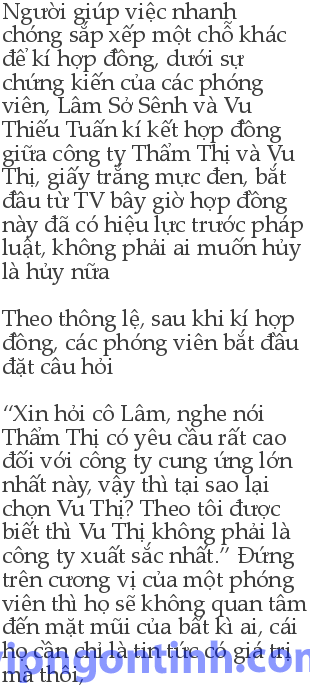 Người giúp việc nhanh
chóng sắp xếp một chỗ khác
để kí hợp đồng, dưới sự
chứng kiến của các phóng
viên, Lâm Sở Sênh và Vu
Thiếu Tuấn kí kết hợp đồng
giữa công ty Thẩm Thị và Vu
Thị, giấy trắng mực đen, bắt
đầu từ TV bây giờ hợp đồng
này đã có hiệu lực trước pháp
luật, không phải ai muốn hủy
là hủy nữa
Theo thông lệ, sau khi kí hợp
đồng, các phóng viên bắt đầu
đặt câu hỏi
“Xin hỏi cô Lâm, nghe nói
Thẩm Thị có yêu cầu rất cao
đối với công ty cung ứng lớn
nhất này, vậy thì tại sao lại
chọn Vu Thị? Theo tôi được
biết thì Vu Thị không phải là
công ty xuất sắc nhất.” Đứng
trên cương vị của một phóng
viên thì họ sẽ không quan tâm
đến mặt mũi của bất kì ai, cái
họ cần chỉ là tin tức có giá trị
mà thôi,
vipngontinh.com